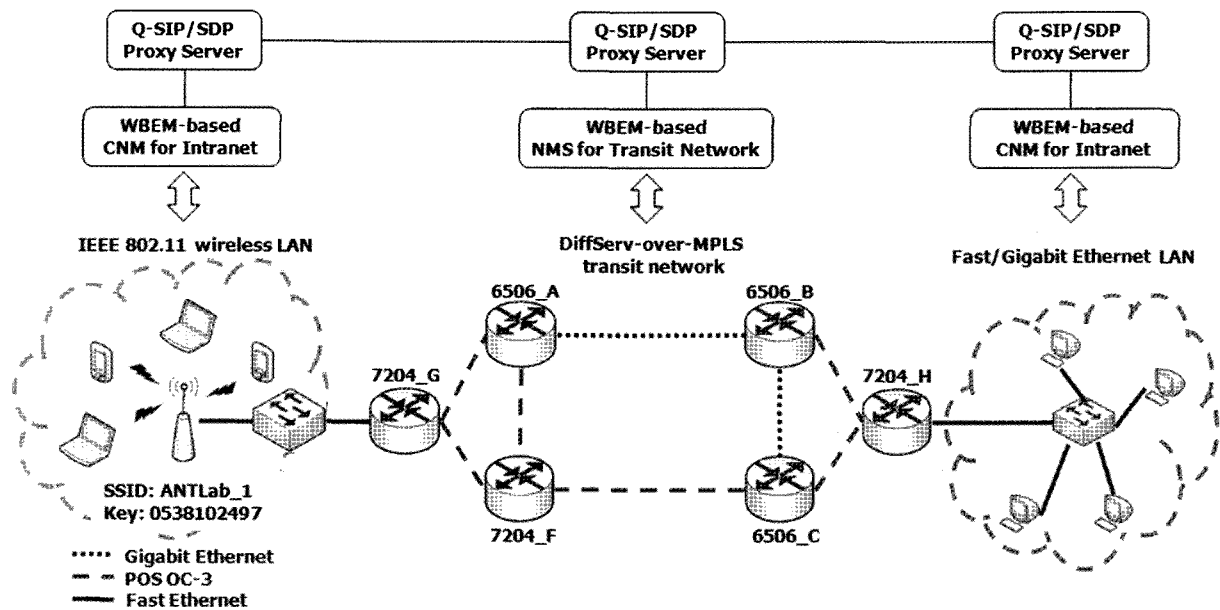 Q-SIP/SDP
Proxy Server
Q-SIP/SDP
Proxy Server
Q-SIP/SDP
Proxy Server
WBEM-based
CNM for Intranet
WBEM-based
NMS for Transit Network
WBEM-based
CNM for Intranet
IEEE 802.11 wireless LAN
DiffServ-over-MPLS
transit network
Fast/Gigabit Ethernet LAN
6506_A
6506_B
7204_G
7204_H
SSID: ANTLab_1
Key: 0538102497
7204_F
6506_C
Gigabit Ethernet
POS OC-3
Fast Ethernet